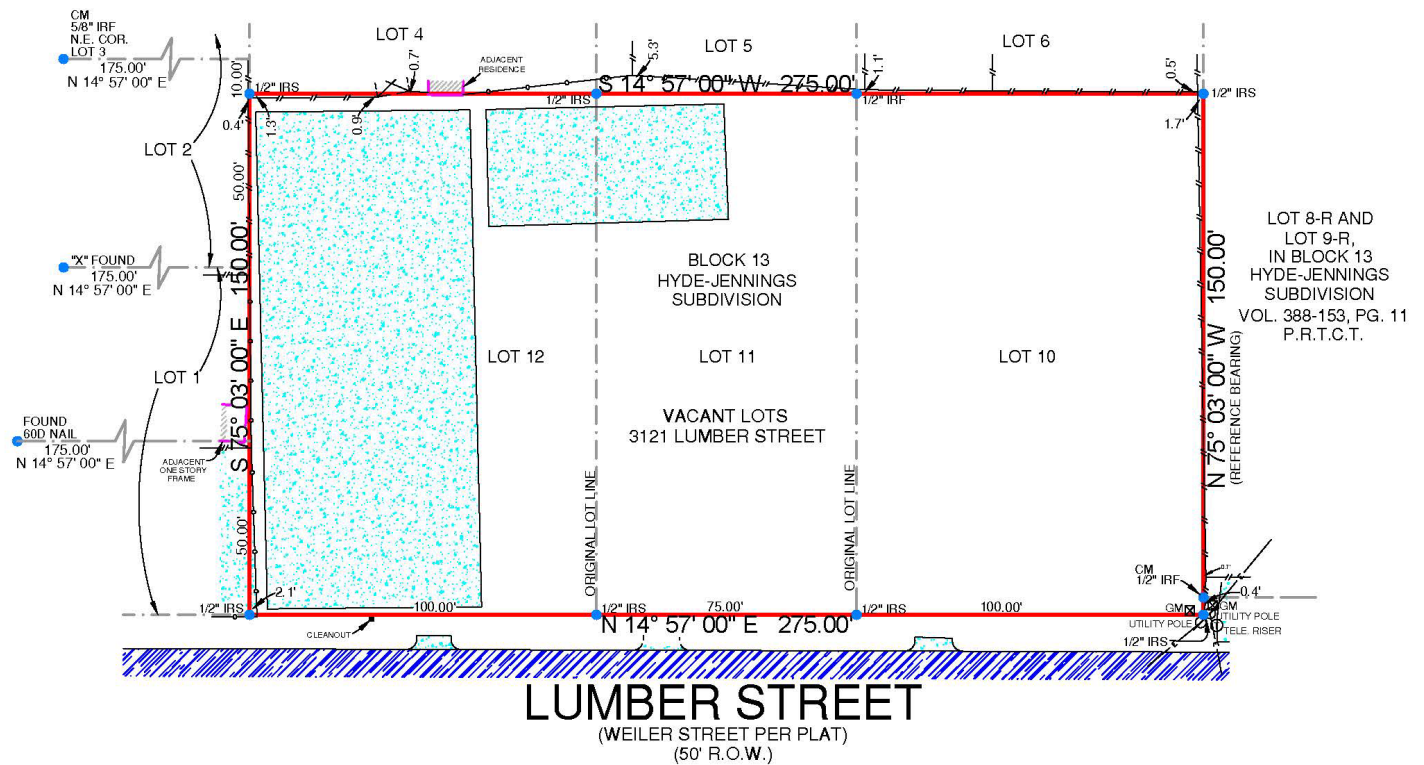 CM
5/8" IRF
N.E. COR.
LOT 3
175.00'
N 14° 57' 00" E
LOT 4
0.7'
ADJACENT
RESIDENCE
5.3'
LOT 5
LOT 6
1.1'
0.5'
10.00'
1/2" IRS
1/2" IRS
S 14° 57' 00" W 275.00'
1/2" IRF
1/2" IRS
0.4'
1.3'
0.9'
1.7'
LOT 2
50.00'
"X" FOUND
175.00'
N 14° 57' 00" E
S 75° 03' 00" E 150.00'
BLOCK 13
HYDE-JENNINGS
SUBDIVISION
N 75° 03' 00" W 150.00'
(REFERENCE BEARING)
LOT 8-R AND
LOT 9-R,
IN BLOCK 13
HYDE-JENNINGS
SUBDIVISION
VOL. 388-153, PG. 11
P.R.T.C.T.
LOT 12
LOT 11
LOT 10
LOT 1
VACANT LOTS
3121 LUMBER STREET
FOUND
60D NAIL
175.00'
N 14° 57' 00" E
ADJACENT
ONE STORY
FRAME
50.00'
ORIGINAL LOT LINE
ORIGINAL LOT LINE
CM
1/2" IRF
0.4'
2.1'
1/2" IRS
100.00'
1/2" IRS
75.00'
1/2" IRS
100.00'
GM
GM
UTILITY POLE
UTILITY POLE
TELE. RISER
1/2" IRS
N 14° 57' 00" E 275.00'
CLEANOUT
LUMBER STREET
(WEILER STREET PER PLAT)
(50' R.O.W.)